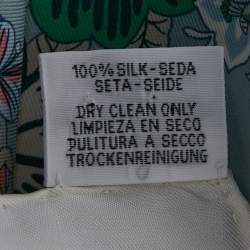 100% SILK-SEDA
SETA-SEIDE
DRY CLEAN ONLY
LIMPIEZA EN SECO
PULITURA A SECCO
TROCKENREINIGUNG